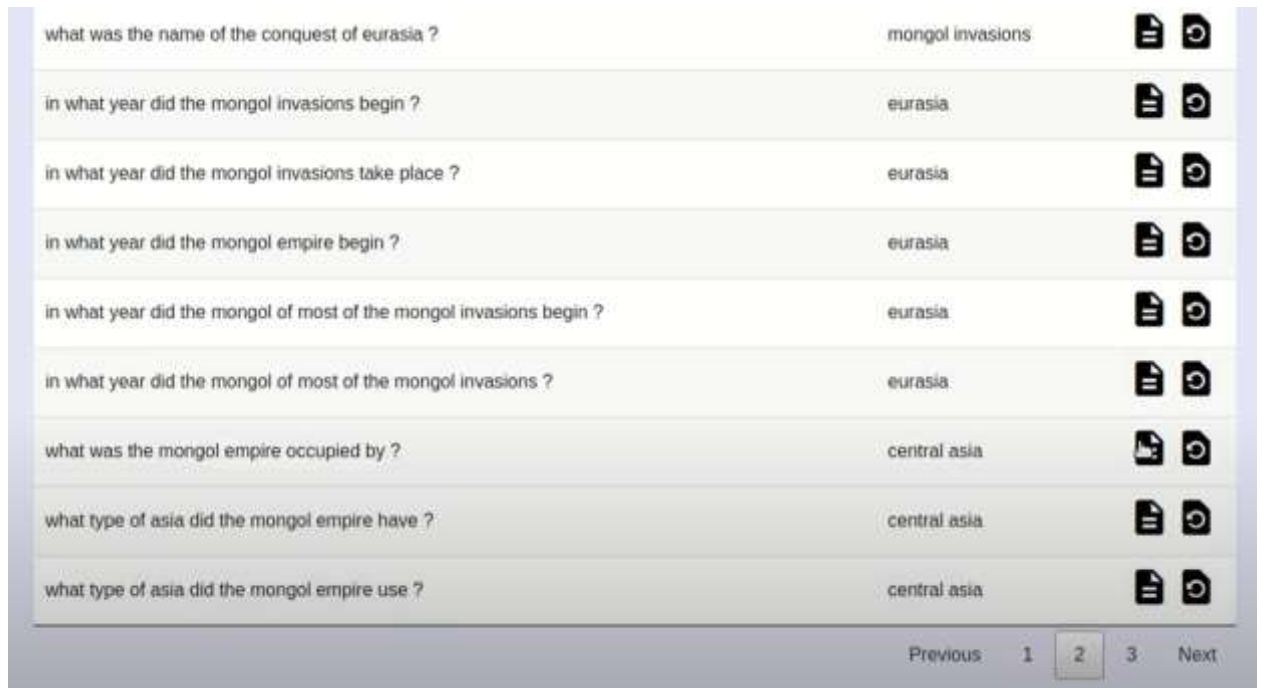 what was the name of the conquest of eurasia ? mongol invasions
in what year did the mongol invasions begin ? eurasia
in what year did the mongol invasions take place ? eurasia
in what year did the mongol empire begin ? eurasia
in what year did the mongol of most of the mongol invasions begin ? eurasia
in what year did the mongol of most of the mongol invasions ? eurasia
what was the mongol empire occupied by ? central asia
what type of asia did the mongol empire have ? central asia
what type of asia did the mongol empire use ? central asia
Previous 1 2 3 Next